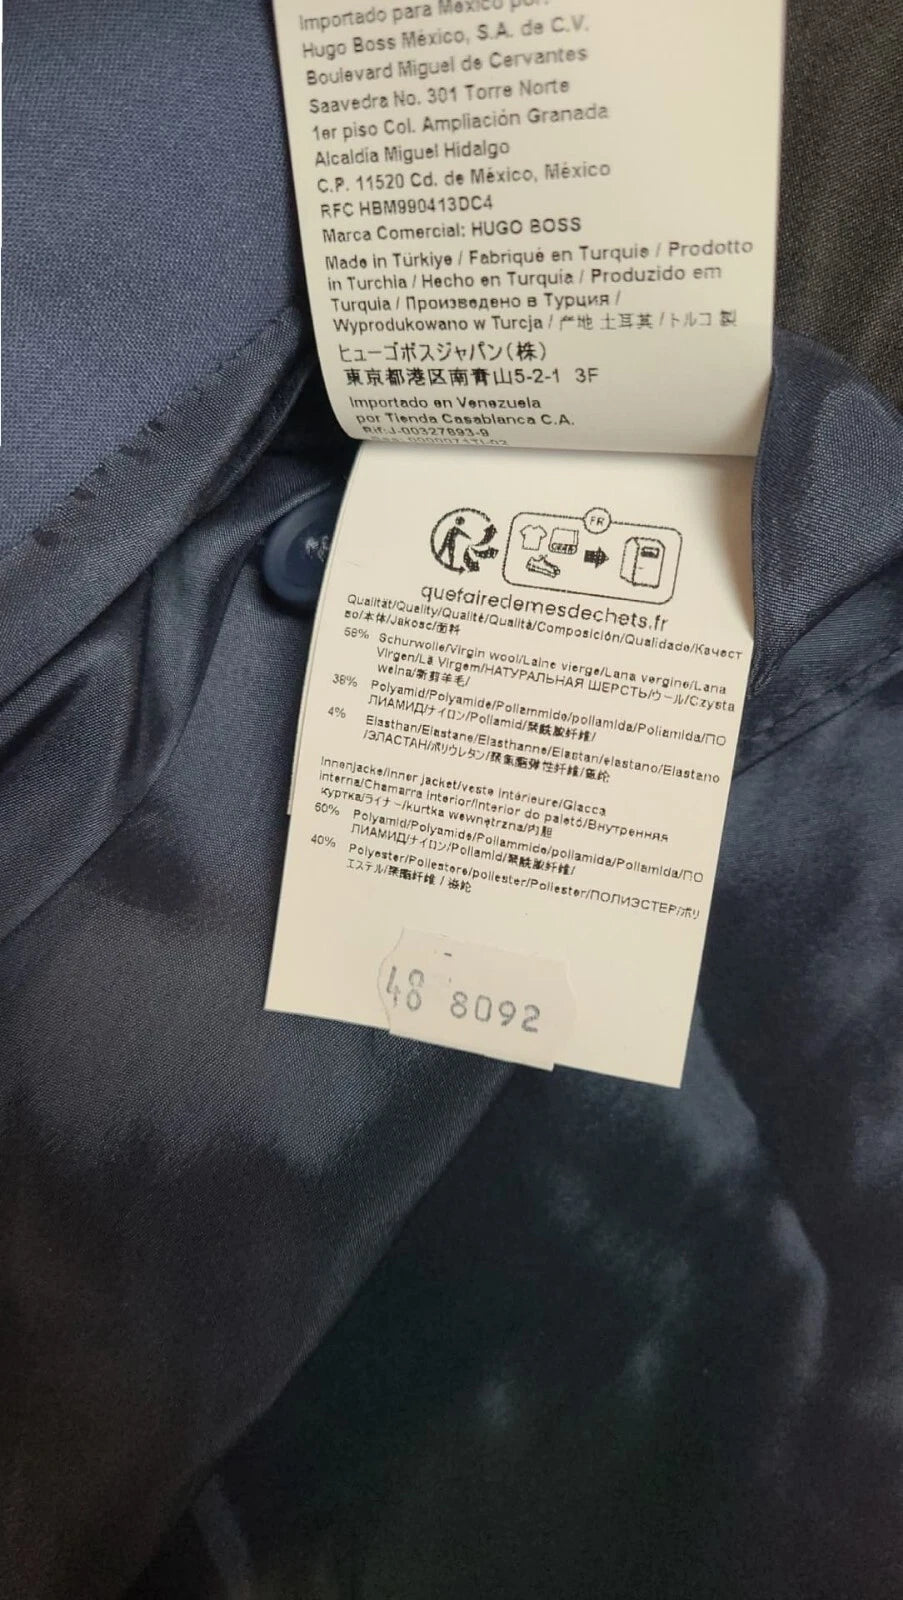 Importado para México por:
Hugo Boss México, S.A. de C.V.
Boulevard Miguel de Cervantes
Saavedra No. 301 Torre Norte
1er piso Col. Ampliación Granada
Alcaldía Miguel Hidalgo
C.P. 11520 Cd. de México, México
RFC HBM990413DC4
Marca Comercial: HUGO BOSS
Made in Türkiye / Fabriqué en Turquie / Prodotto
in Turchia / Hecho en Turquía / Produzido em
Turquia / Произведено в Турция /
Wyprodukowano w Turcja / 产地 土耳其 / トルコ 製
ヒューゴボスジャパン(株)
東京都港区南青山5-2-1 3F
Importado en Venezuela
por Tienda Casablanca C.A.
Rif:J-00327893-9
FR
quefairedemesdechets.fr
Qualität/Quality/Qualité/Qualità/Composición/Qualidade/Качест
во/本体/Jakosc/面料
58% Schurwolle/Virgin wool/Laine vierge/Lana vergine/Lana
Virgen/Lã Virgem/НАТУРАЛЬНАЯ ШЕРСТЬ/ウール/Czysta
wełna/新剪羊毛/
38% Polyamid/Polyamide/Poliammide/poliamida/Poliamida/ПО
ЛИАМИД/ナイロン/Poliamid/聚酰胺纤维/
4% Elasthan/Elastane/Elasthanne/Elastan/elastano/Elastano
/ЭЛАСТАН/ポリウレタン/聚氨酯弹性纤维/氨纶
Innenjacke/inner jacket/veste intérieure/Giacca
interna/Chamarra interior/Interior do paletó/Внутренняя
куртка/ライナー/kurtka wewnętrzna/内胆
60% Polyamid/Polyamide/Poliammide/poliamida/Poliamida/ПО
ЛИАМИД/ナイロン/Poliamid/聚酰胺纤维/
40% Polyester/Poliestere/poliester/Poliester/ПОЛИЭСТЕР/ポリ
エステル/聚酯纤维 / 涤纶
48 8092